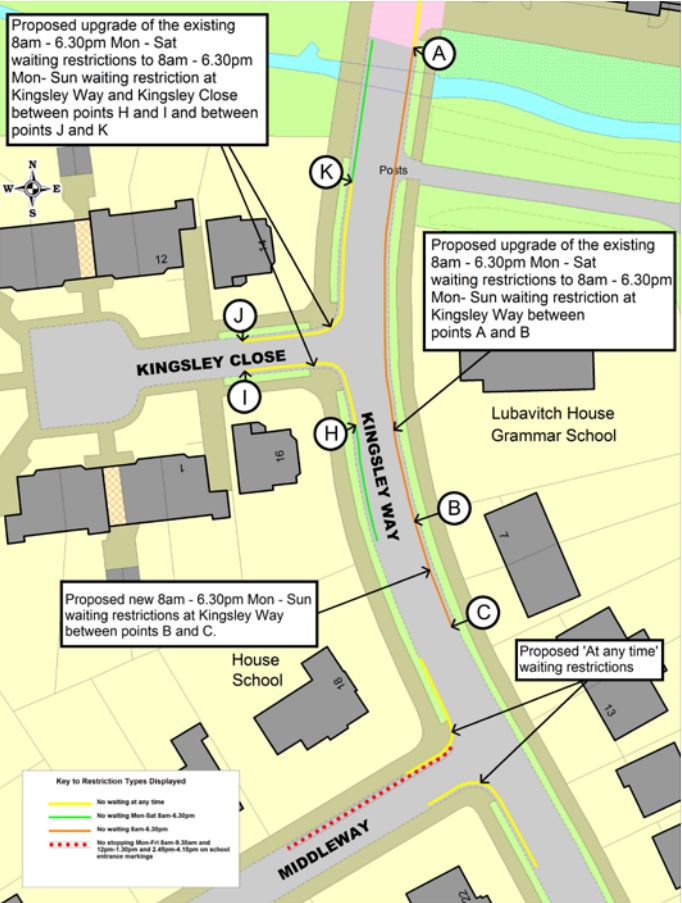 Proposed upgrade of the existing
8am - 6.30pm Mon - Sat
waiting restrictions to 8am - 6.30pm
Mon- Sun waiting restriction at
Kingsley Way and Kingsley Close
between points H and I and between
points J and K
A
N
W E
S
K
Posts
14
12
Proposed upgrade of the existing
8am - 6.30pm Mon - Sat
waiting restrictions to 8am - 6.30pm
Mon- Sun waiting restriction at
Kingsley Way between
points A and B
J
KINGSLEY CLOSE
I
Lubavitch House
Grammar School
H
KINGSLEY WAY
16
1
B
7
Proposed new 8am - 6.30pm Mon - Sun
waiting restrictions at Kingsley Way
between points B and C.
C
House
School
Proposed 'At any time'
waiting restrictions
18
13
Key to Restriction Types Displayed
No waiting at any time
No waiting Mon-Sat 8am-6.30pm
No waiting 8am-6.30pm
No stopping Mon-Fri 8am-9.30am and
12pm-1.30pm and 2.45pm-4.15pm on school
entrance markings
MIDDLEWAY
22